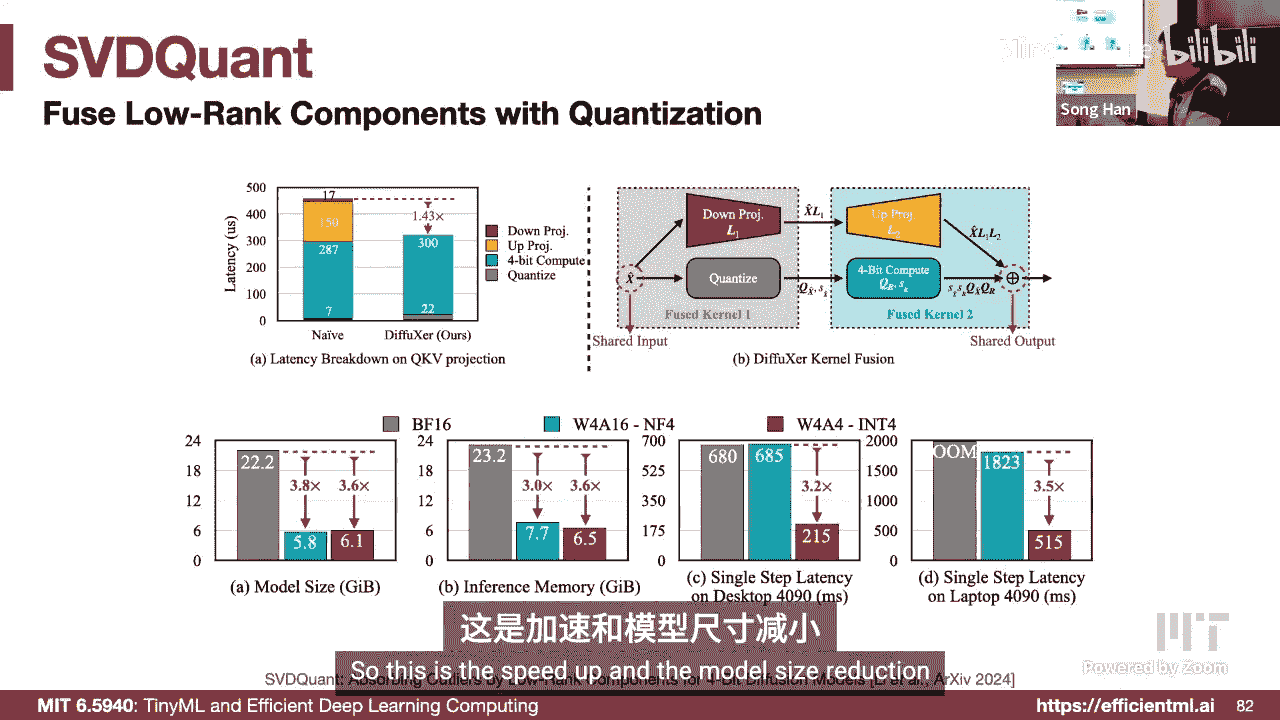 SVDQuant
Fuse Low-Rank Components with Quantization
bilibili
Song Han
500
400
300
200
100
0
Latency (us)
17
150
287
7
1.43×
300
22
Naïve
DiffuXer (Ours)
Down Proj.
Up Proj.
4-bit Compute
Quantize
(a) Latency Breakdown on QKV projection
X̂
Down Proj.
L₁
X̂L₁
Up Proj.
L₂
X̂L₁L₂
Quantize
4-Bit Compute
Fused Kernel 1
Fused Kernel 2
Shared Input
Shared Output
(b) DiffuXer Kernel Fusion
BF16
W4A16 - NF4
W4A4 - INT4
24
18
12
6
0
22.2
3.8×
3.6×
5.8
6.1
(a) Model Size (GiB)
24
18
12
6
0
23.2
3.0×
3.6×
7.7
6.5
(b) Inference Memory (GiB)
700
525
350
175
0
680
685
3.2×
215
(c) Single Step Latency
on Desktop 4090 (ms)
2000
1500
1000
500
0
OOM
1823
3.5×
515
(d) Single Step Latency
on Laptop 4090 (ms)
这是加速和模型尺寸减小
So this is the speed up and the model size reduction
MIT
Powered by Zoom
MIT 6.5940: TinyML and Efficient Deep Learning Computing
https://efficientml.ai
82